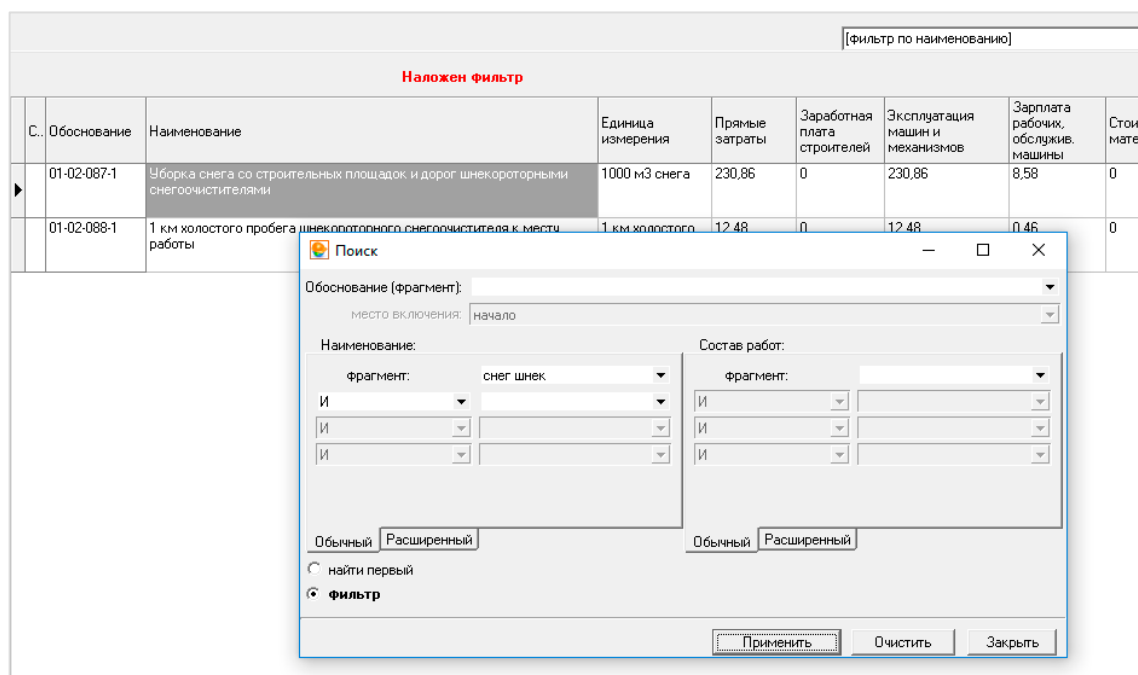 [фильтр по наименованию]
Наложен фильтр
С.. Обоснование Наименование Единица измерения Прямые затраты Заработная плата строителей Эксплуатация машин и механизмов Зарплата рабочих, обслужив. машины
01-02-087-1 Уборка снега со строительных площадок и дорог шнекороторными снегоочистителями 1000 м3 снега 230,86 0 230,86 8,58 0
01-02-088-1 1 км холостого пробега шнекороторного снегоочистителя к месту работы 1 км холостого 12,48 0 12,48 0,46 0
Поиск
Обоснование (фрагмент):
место включения: начало
Наименование: Состав работ:
фрагмент: снег шнек фрагмент:
И И
И И
И И
Обычный Расширенный Обычный Расширенный
найти первый
фильтр
Применить Очистить Закрыть